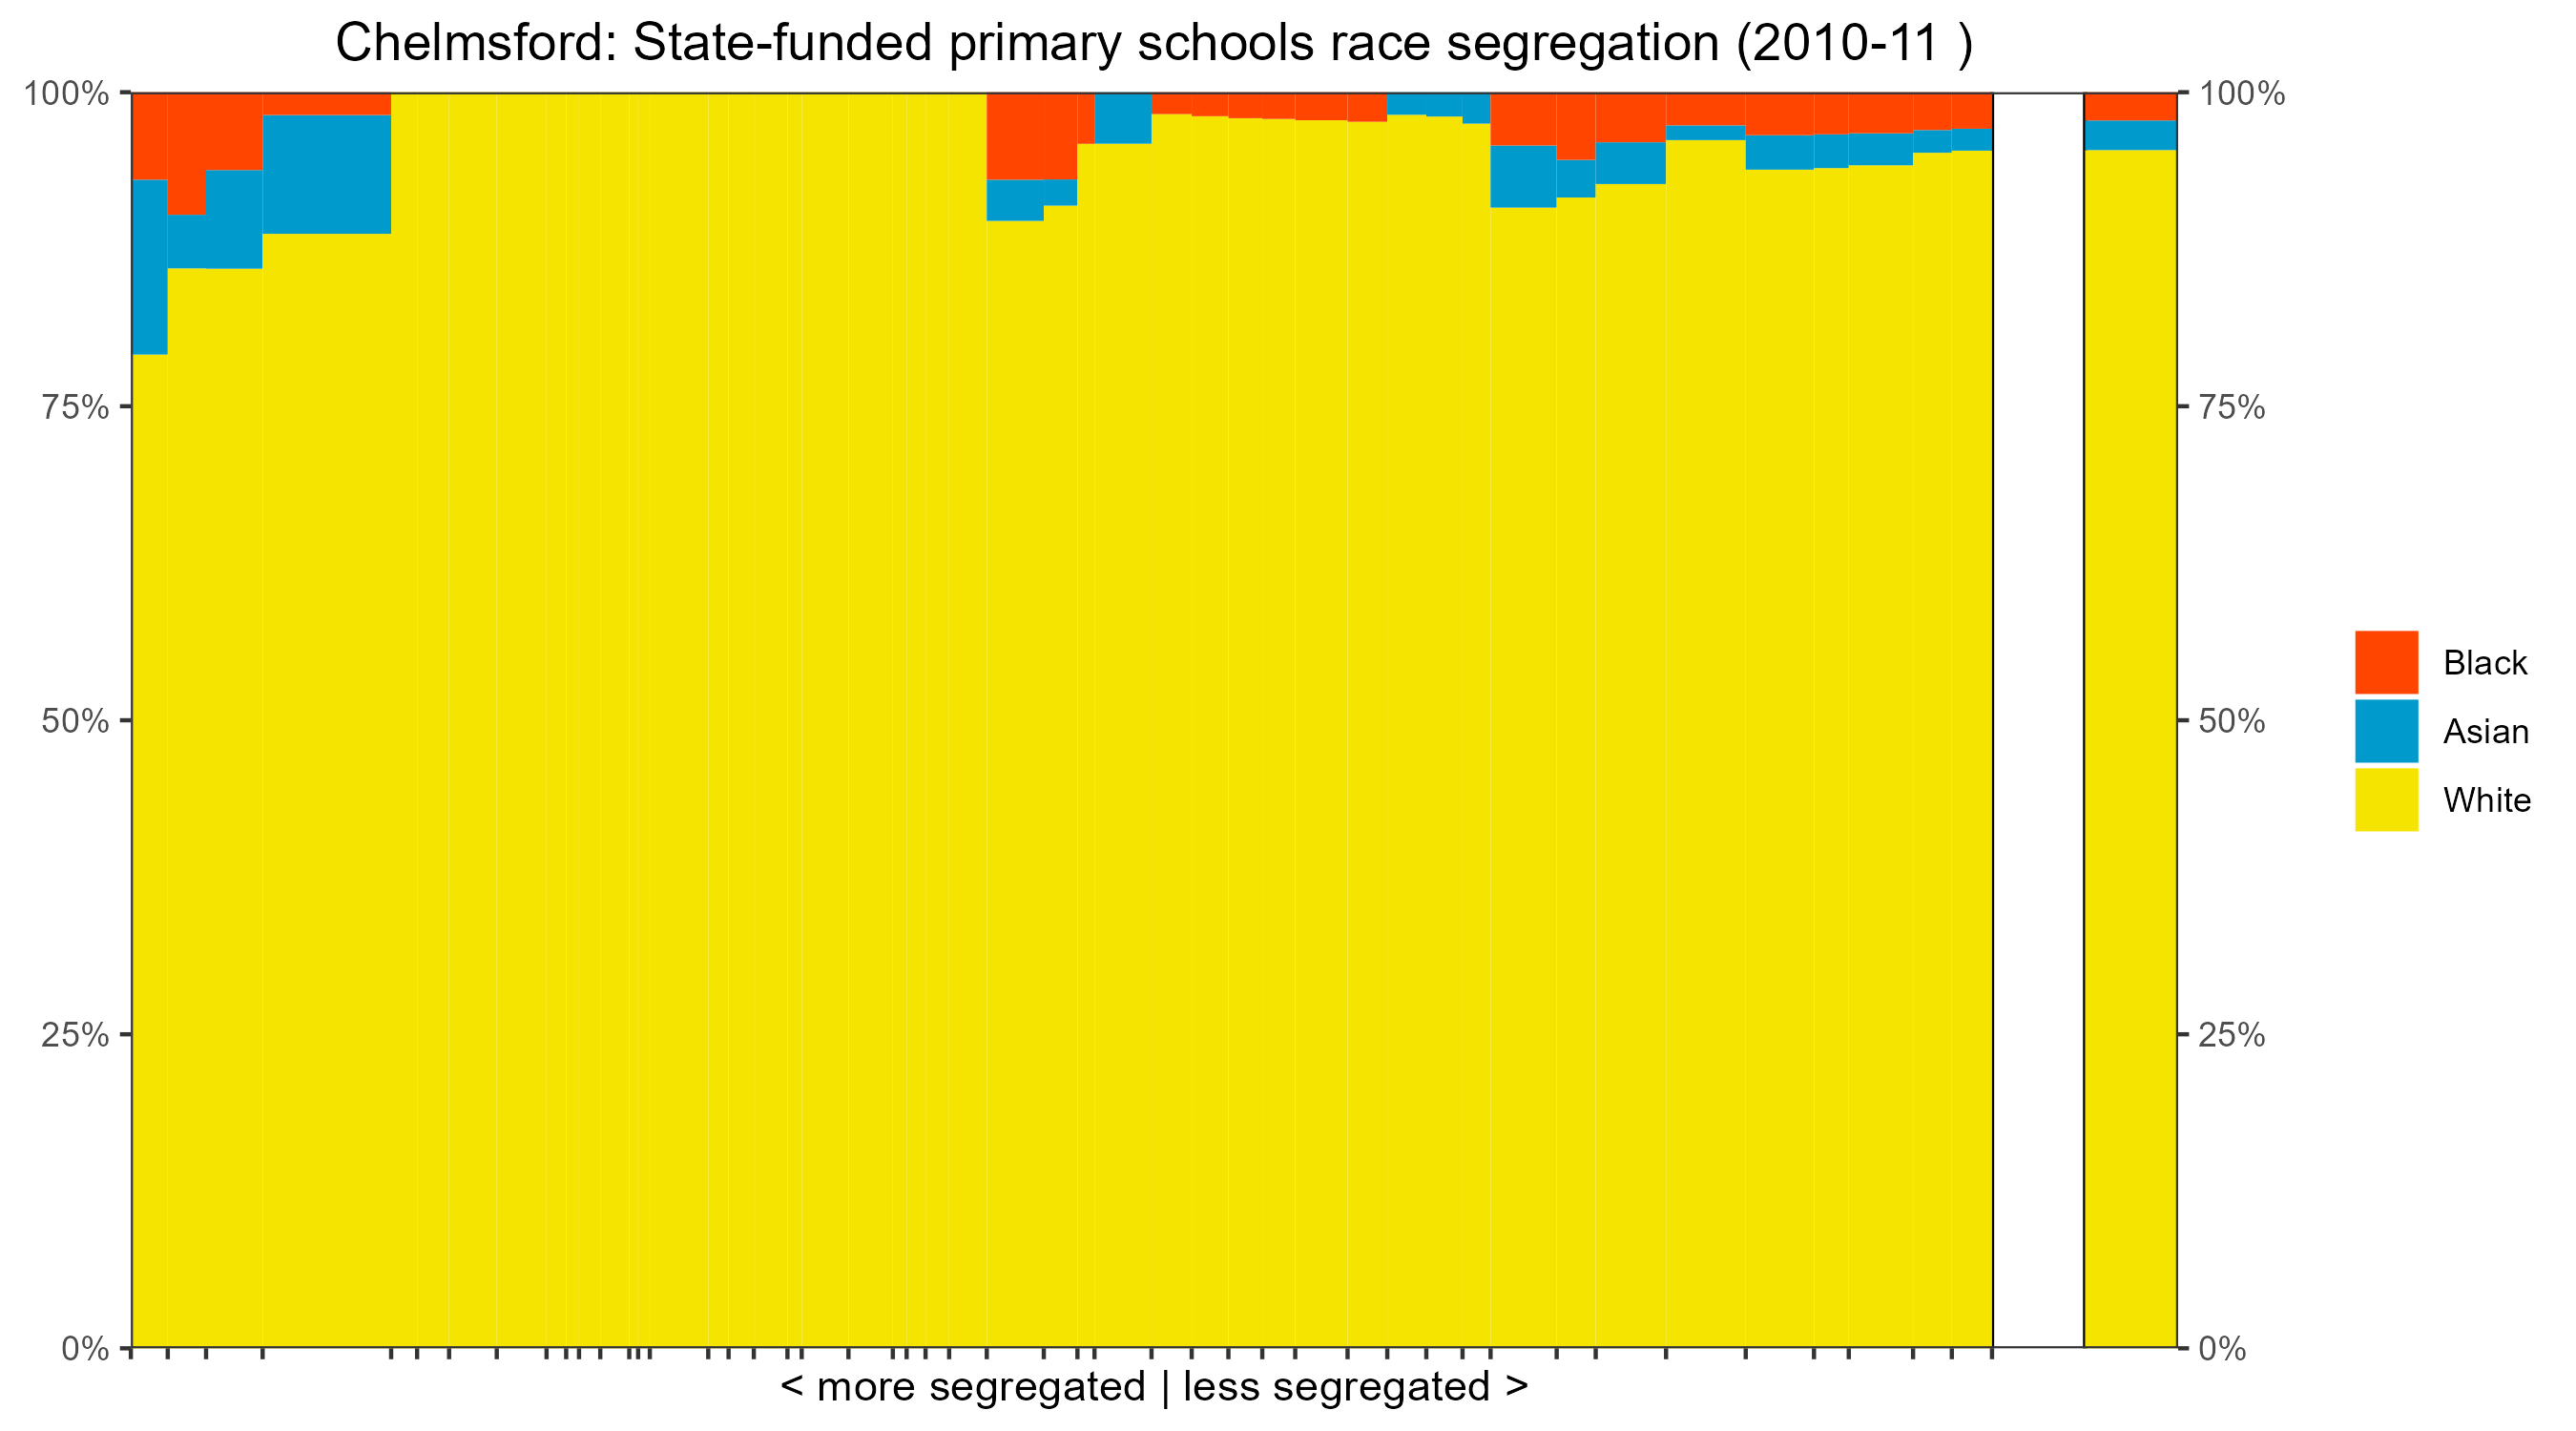 Chelmsford: State-funded primary schools race segregation (2010-11 )
100%
75%
50%
25%
0%
100%
75%
50%
25%
0%
Black
Asian
White
< more segregated | less segregated >